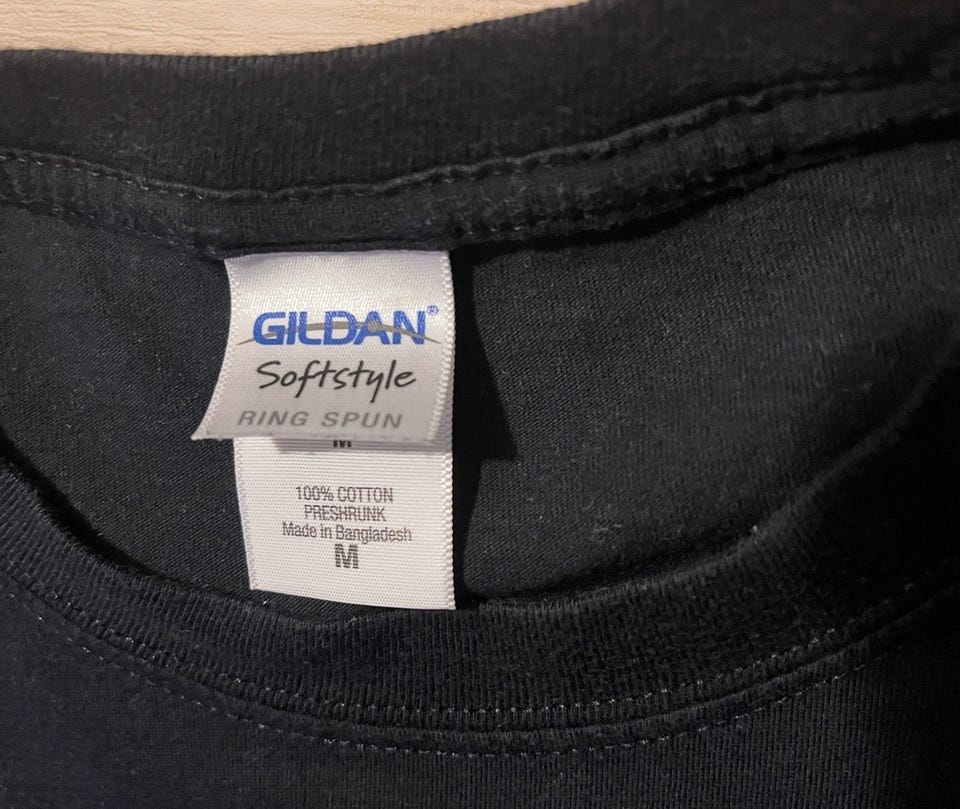 GILDAN®
Softstyle
RING SPUN
M
100% COTTON
PRESHRUNK
Made in Bangladesh
M